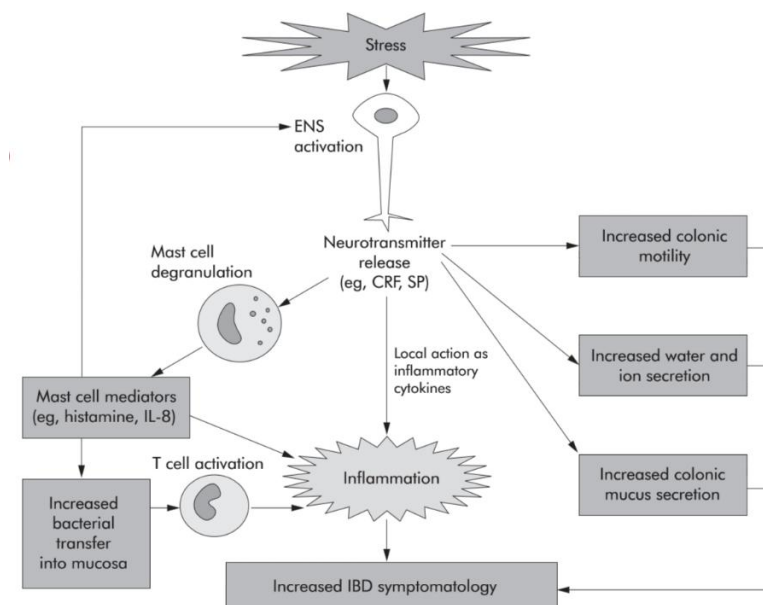 Stress
ENS
activation
Neurotransmitter
release
(eg, CRF, SP)
Mast cell
degranulation
Increased colonic
motility
Local action as
inflammatory
cytokines
Increased water and
ion secretion
Mast cell mediators
(eg, histamine, IL-8)
T cell activation
Inflammation
Increased colonic
mucus secretion
Increased
bacterial
transfer
into mucosa
Increased IBD symptomatology